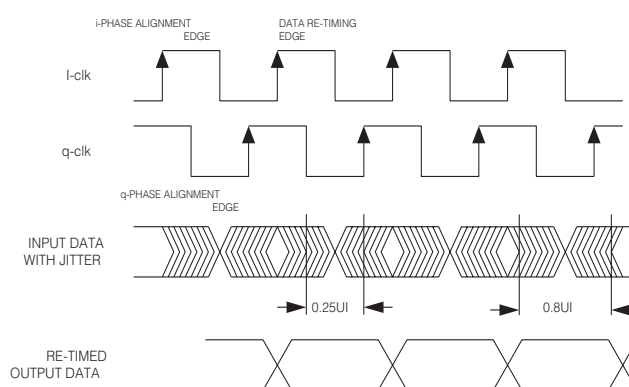 i-PHASE ALIGNMENT
EDGE
DATA RE-TIMING
EDGE
I-clk
q-clk
q-PHASE ALIGNMENT
EDGE
INPUT DATA
WITH JITTER
0.25UI
0.8UI
RE-TIMED
OUTPUT DATA